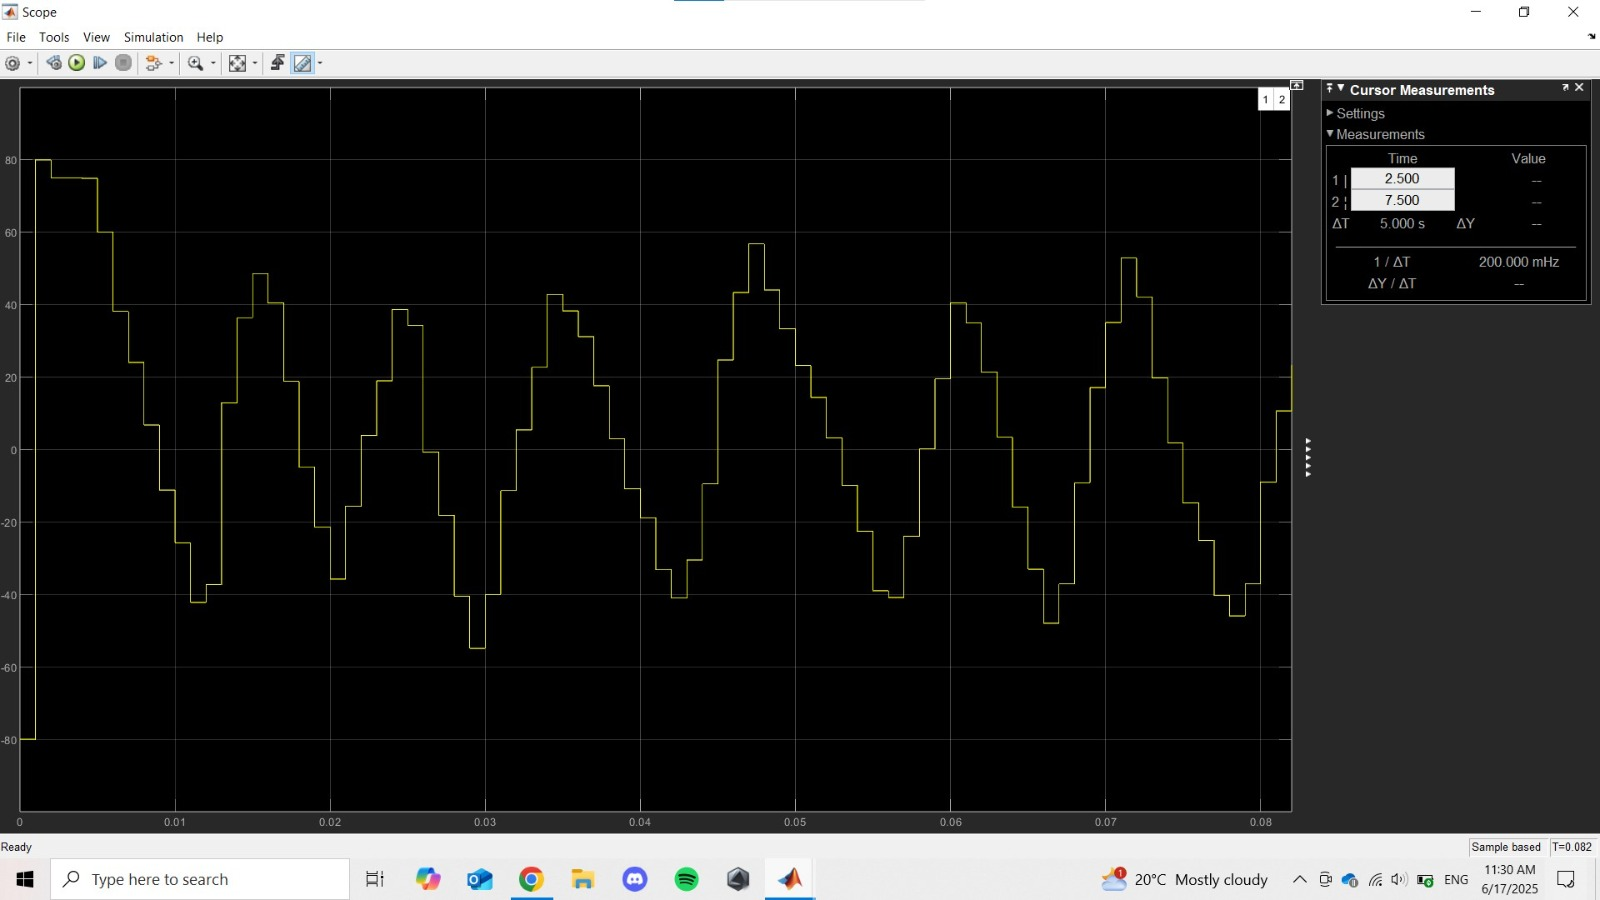 Scope
File Tools View Simulation Help
1 2
80
60
40
20
0
-20
-40
-60
-80
0 0.01 0.02 0.03 0.04 0.05 0.06 0.07 0.08
Cursor Measurements
Settings
Measurements
Time Value
1 | 2.500 --
2 ¦ 7.500 --
ΔT 5.000 s ΔY --
1 / ΔT 200.000 mHz
ΔY / ΔT --
Ready Sample based T=0.082
Type here to search 1 20°C Mostly cloudy ENG 11:30 AM
6/17/2025